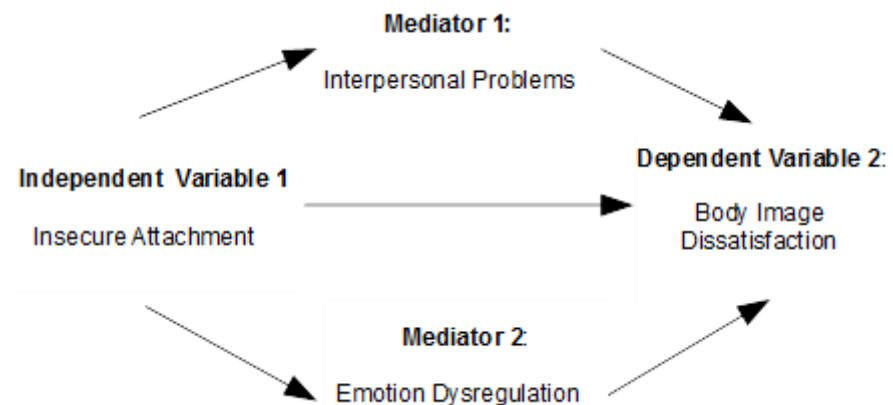 Mediator 1:
Interpersonal Problems
Independent Variable 1
Insecure Attachment
Dependent Variable 2:
Body Image
Dissatisfaction
Mediator 2:
Emotion Dysregulation